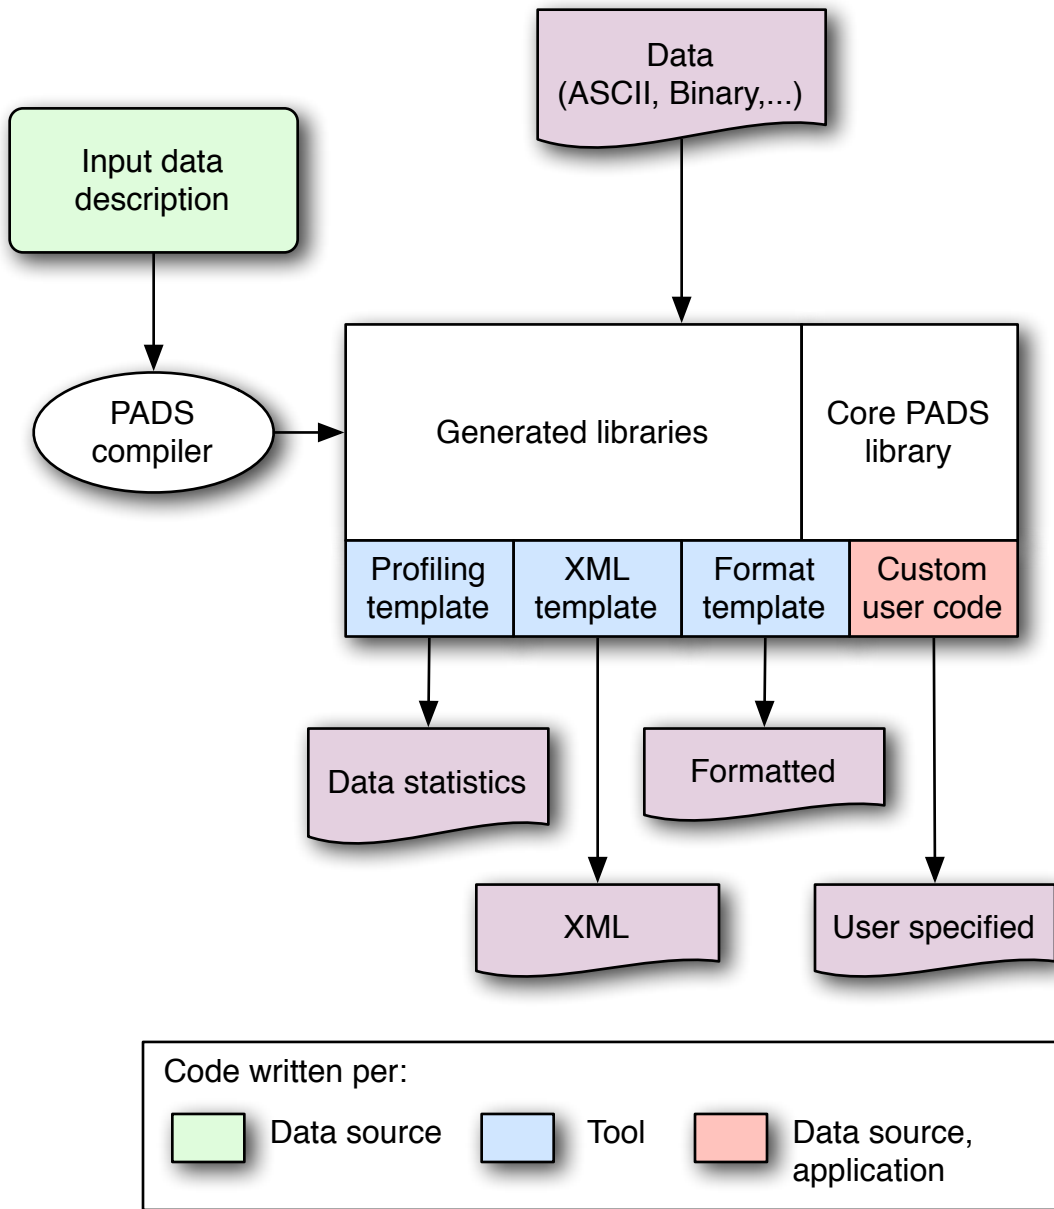 Data
(ASCII, Binary,...)
Input data
description
PADS
compiler
Generated libraries
Core PADS
library
Profiling
template
XML
template
Format
template
Custom
user code
Data statistics
Formatted
XML
User specified
Code written per:
Data source
Tool
Data source,
application